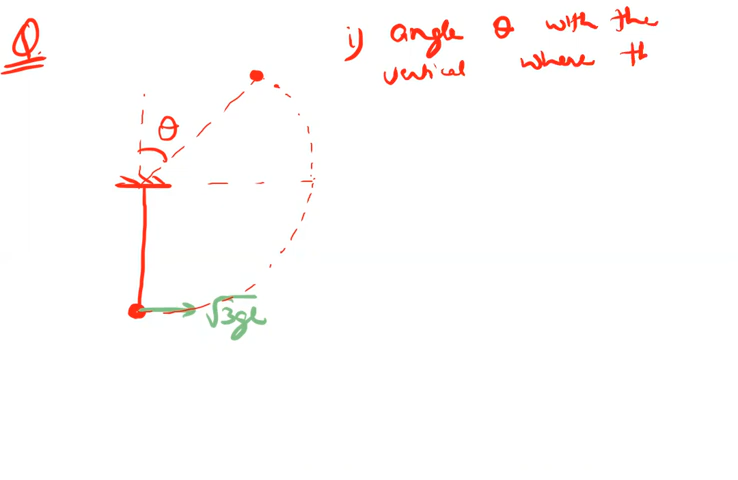 Q.
i) angle θ with the
vertical where th
θ
√3gl